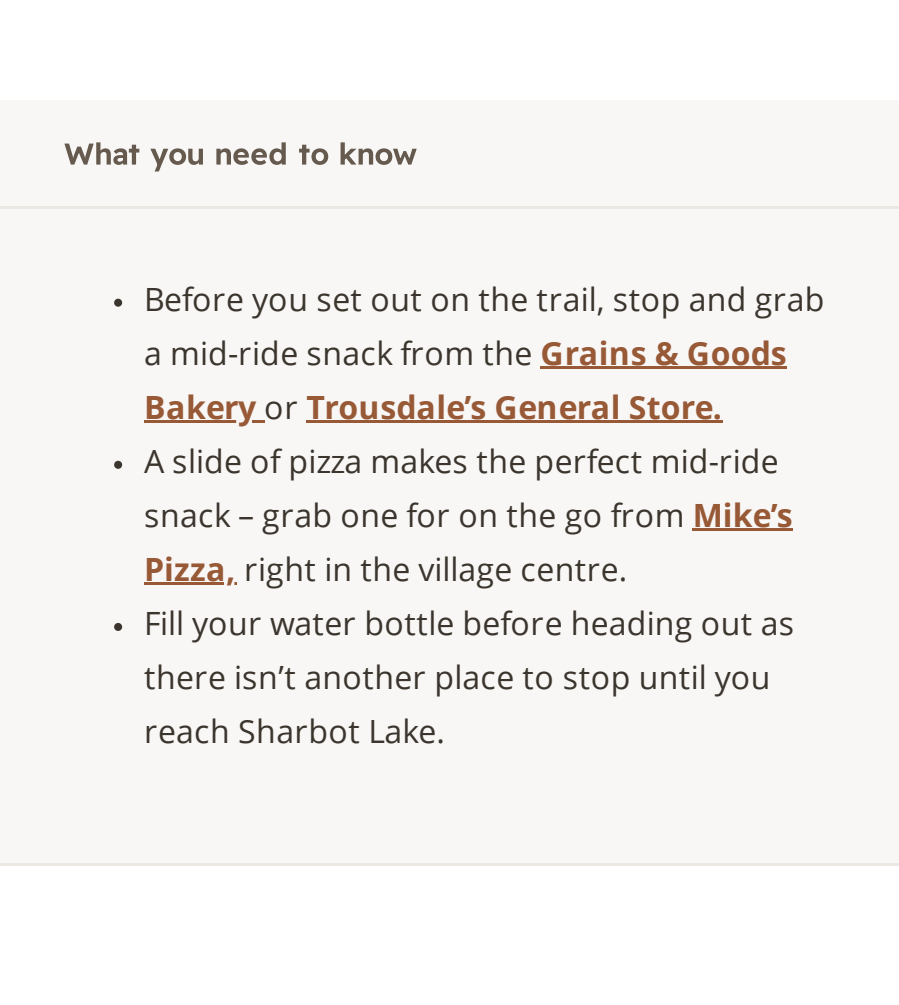 What you need to know
• Before you set out on the trail, stop and grab
a mid-ride snack from the Grains & Goods
Bakery or Trousdale’s General Store.
• A slide of pizza makes the perfect mid-ride
snack – grab one for on the go from Mike’s
Pizza, right in the village centre.
• Fill your water bottle before heading out as
there isn’t another place to stop until you
reach Sharbot Lake.